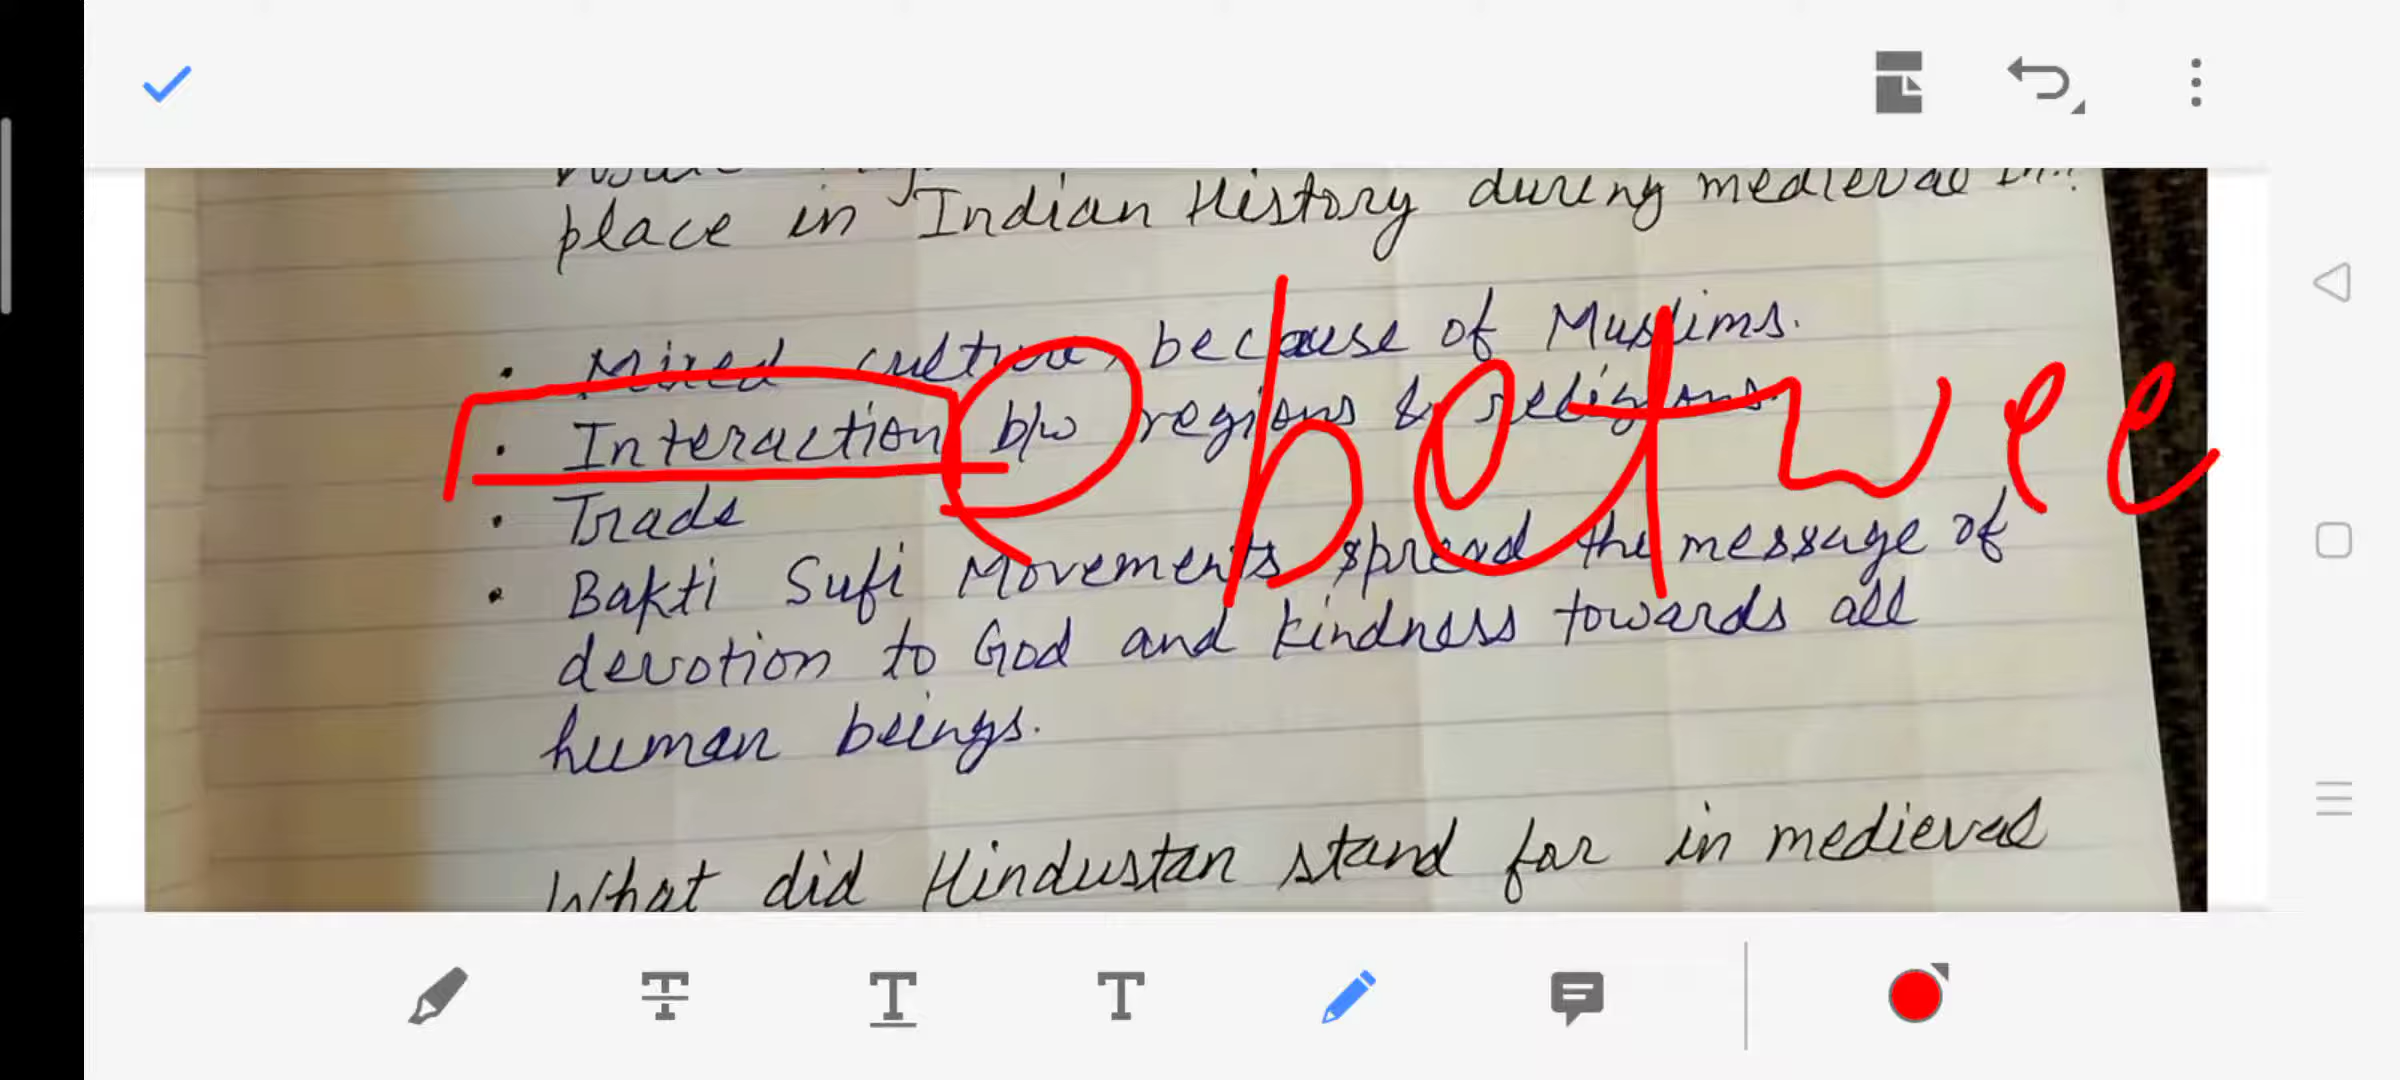 place in Indian History during medieval
• Mixed culture, because of Muslims.
• Interaction b/w regions & religions.
betwee
• Trade
• Bakti Sufi Movements spread the message of
devotion to God and kindness towards all
human beings.
What did Hindustan stand for in medieval